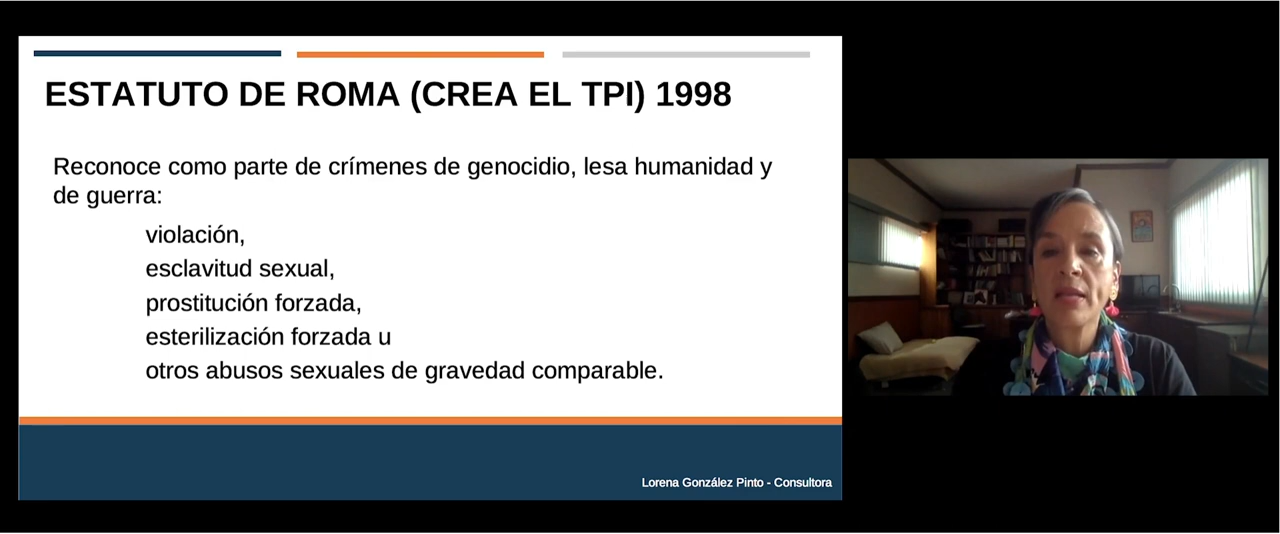 ESTATUTO DE ROMA (CREA EL TPI) 1998
Reconoce como parte de crímenes de genocidio, lesa humanidad y
de guerra:
violación,
esclavitud sexual,
prostitución forzada,
esterilización forzada u
otros abusos sexuales de gravedad comparable.
Lorena González Pinto - Consultora